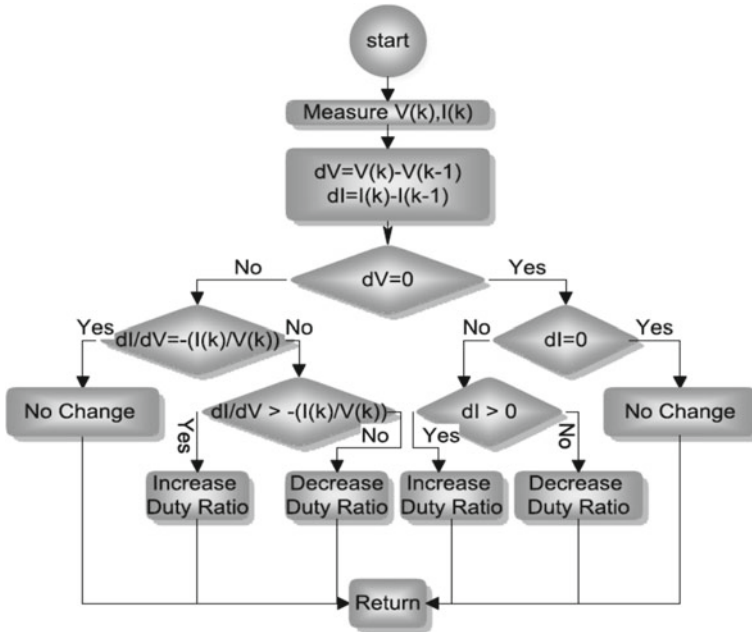 start
Measure V(k),I(k)
dV=V(k)-V(k-1)
dI=I(k)-I(k-1)
No
dV=0
Yes
Yes
dI/dV=-(I(k)/V(k))
No
No
dI=0
Yes
No Change
dI/dV > -(I(k)/V(k))
dI > 0
No Change
Yes
No
Yes
No
Increase
Duty Ratio
Decrease
Duty Ratio
Increase
Duty Ratio
Decrease
Duty Ratio
Return